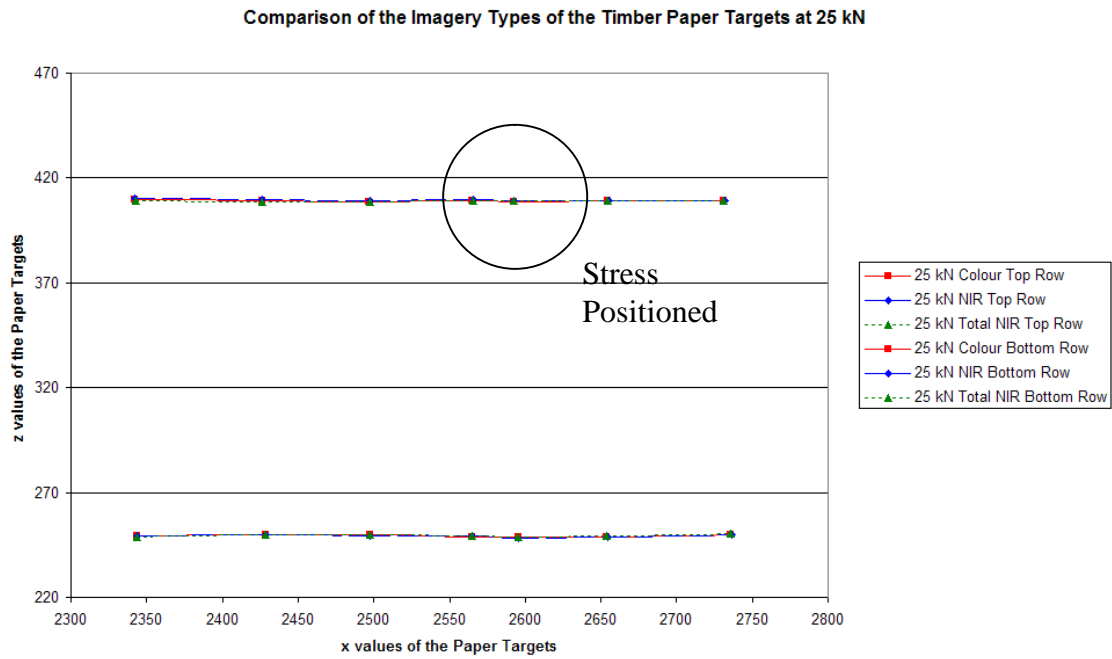 Comparison of the Imagery Types of the Timber Paper Targets at 25 kN
470
420
370
320
270
220
z values of the Paper Targets
Stress
Positioned
25 kN Colour Top Row
25 kN NIR Top Row
25 kN Total NIR Top Row
25 kN Colour Bottom Row
25 kN NIR Bottom Row
25 kN Total NIR Bottom Row
2300 2350 2400 2450 2500 2550 2600 2650 2700 2750 2800
x values of the Paper Targets